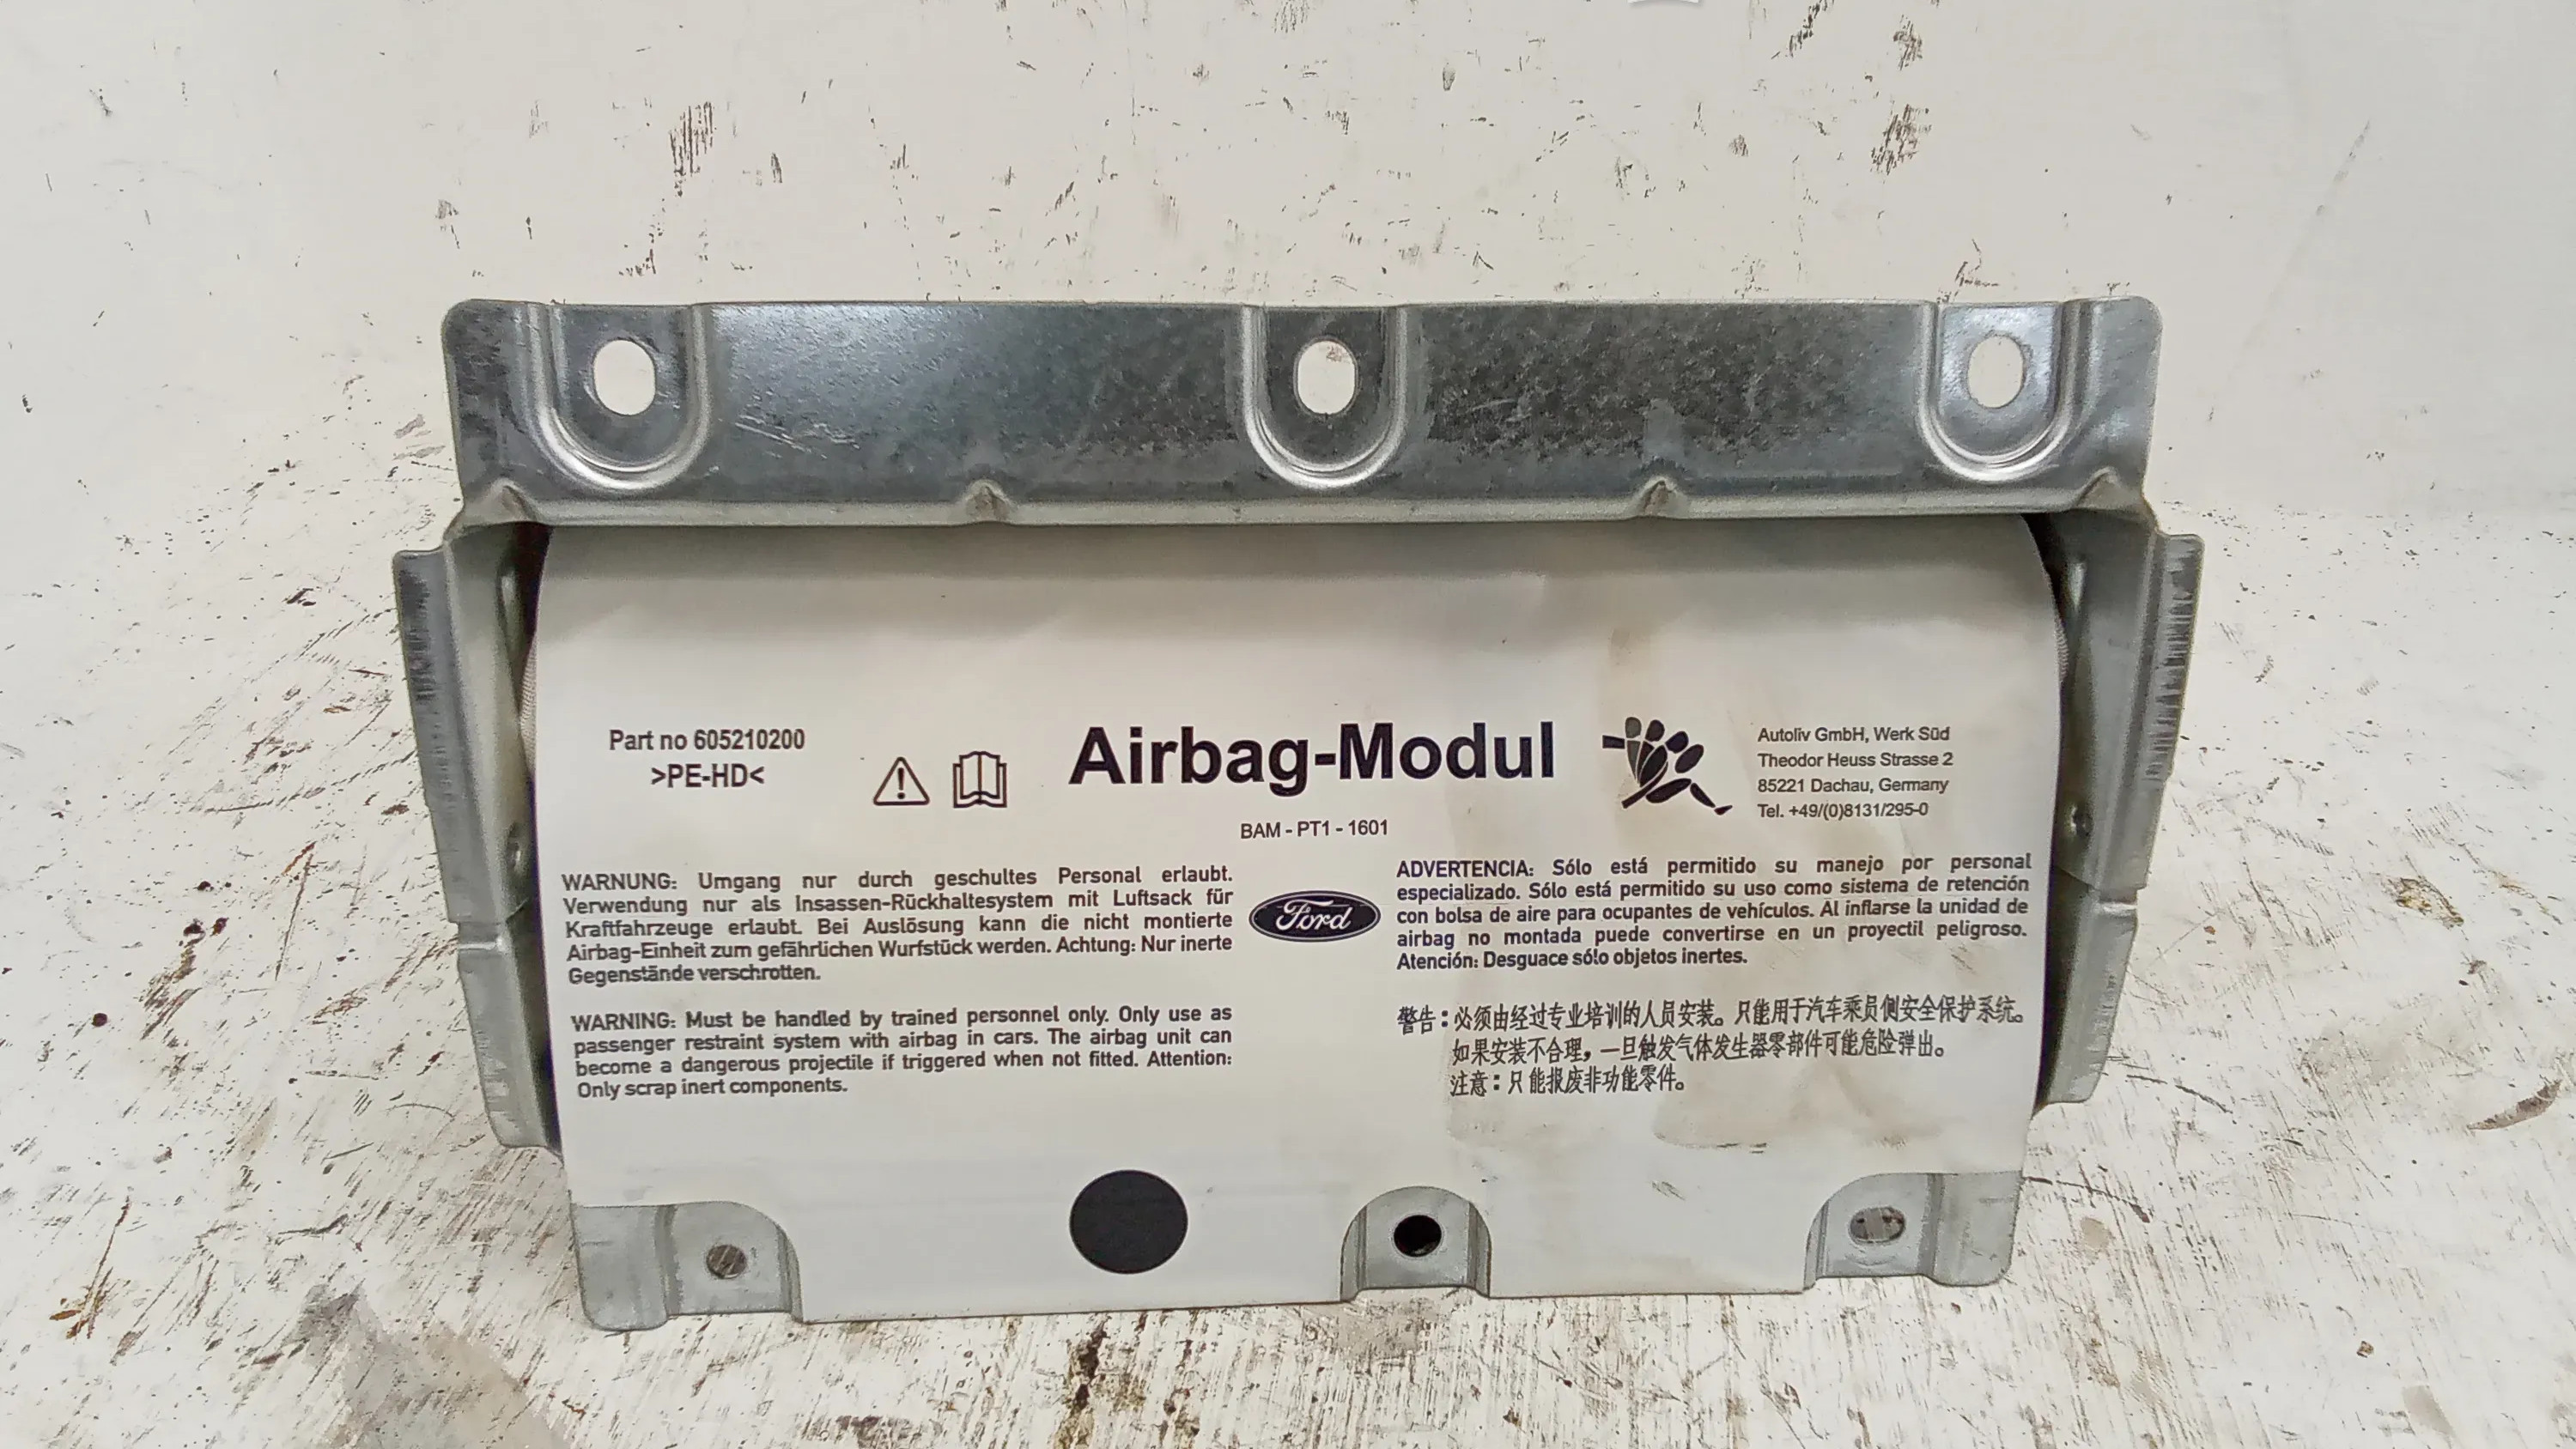 Part no 605210200
>PE-HD<
Airbag-Modul
BAM - PT1 - 1601
Autoliv GmbH, Werk Süd
Theodor Heuss Strasse 2
85221 Dachau, Germany
Tel. +49/(0)8131/295-0
WARNUNG: Umgang nur durch geschultes Personal erlaubt.
Verwendung nur als Insassen-Rückhaltesystem mit Luftsack für
Kraftfahrzeuge erlaubt. Bei Auslösung kann die nicht montierte
Airbag-Einheit zum gefährlichen Wurfstück werden. Achtung: Nur inerte
Gegenstände verschrotten.
WARNING: Must be handled by trained personnel only. Only use as
passenger restraint system with airbag in cars. The airbag unit can
become a dangerous projectile if triggered when not fitted. Attention:
Only scrap inert components.
Ford
ADVERTENCIA: Sólo está permitido su manejo por personal
especializado. Sólo está permitido su uso como sistema de retención
con bolsa de aire para ocupantes de vehículos. Al inflarse la unidad de
airbag no montada puede convertirse en un proyectil peligroso.
Atención: Desguace sólo objetos inertes.
警告：必须由经过专业培训的人员安装。只能用于汽车乘员侧安全保护系统。
如果安装不合理，一旦触发气体发生器零部件可能危险弹出。
注意：只能报废非功能零件。